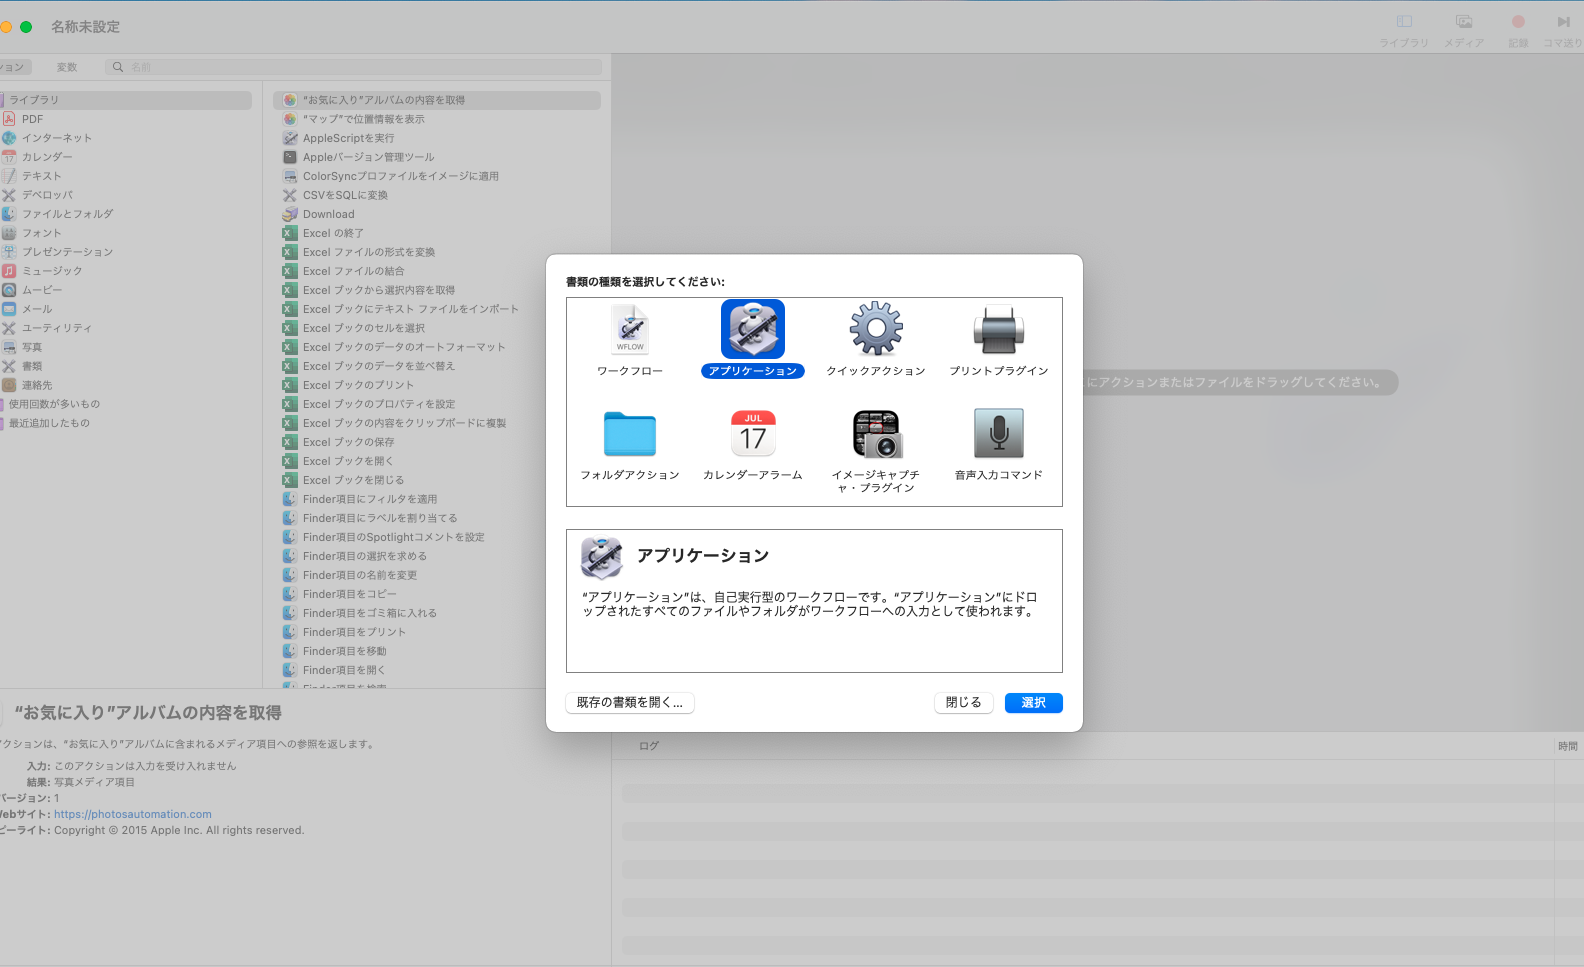 名称未設定
ライブラリ
メディア
記録
コマ送り
ション
変数
名前
ライブラリ
PDF
インターネット
カレンダー
テキスト
デベロッパ
ファイルとフォルダ
フォント
プレゼンテーション
ミュージック
ムービー
メール
ユーティリティ
写真
書類
連絡先
使用回数が多いもの
最近追加したもの
“お気に入り”アルバムの内容を取得
“マップ”で位置情報を表示
AppleScriptを実行
Appleバージョン管理ツール
ColorSyncプロファイルをイメージに適用
CSVをSQLに変換
Download
Excel の終了
Excel ファイルの形式を変換
Excel ファイルの結合
Excel ブックから選択内容を取得
Excel ブックにテキスト ファイルをインポート
Excel ブックのセルを選択
Excel ブックのデータのオートフォーマット
Excel ブックのデータを並べ替え
Excel ブックのプリント
Excel ブックのプロパティを設定
Excel ブックの内容をクリップボードに複製
Excel ブックの保存
Excel ブックを開く
Excel ブックを閉じる
Finder項目にフィルタを適用
Finder項目にラベルを割り当てる
Finder項目のSpotlightコメントを設定
Finder項目の選択を求める
Finder項目の名前を変更
Finder項目をコピー
Finder項目をゴミ箱に入れる
Finder項目をプリント
Finder項目を移動
Finder項目を開く
Finder項目を検索
書類の種類を選択してください:
WFLOW
ワークフロー
アプリケーション
クイックアクション
プリントプラグイン
フォルダアクション
JUL
17
カレンダーアラーム
イメージキャプチ
ャ・プラグイン
音声入力コマンド
アプリケーション
“アプリケーション”は、自己実行型のワークフローです。“アプリケーション”にドロ
ップされたすべてのファイルやフォルダがワークフローへの入力として使われます。
既存の書類を開く...
閉じる
選択
にアクションまたはファイルをドラッグしてください。
“お気に入り”アルバムの内容を取得
クションは、“お気に入り”アルバムに含まれるメディア項目への参照を返します。
入力: このアクションは入力を受け入れません
結果: 写真メディア項目
バージョン: 1
Webサイト: https://photosautomation.com
ピーライト: Copyright © 2015 Apple Inc. All rights reserved.
ログ
時間